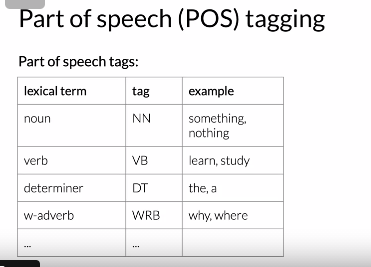 Part of speech (POS) tagging
Part of speech tags:
lexical term tag example
noun NN something,
nothing
verb VB learn, study
determiner DT the, a
w-adverb WRB why, where
... ...